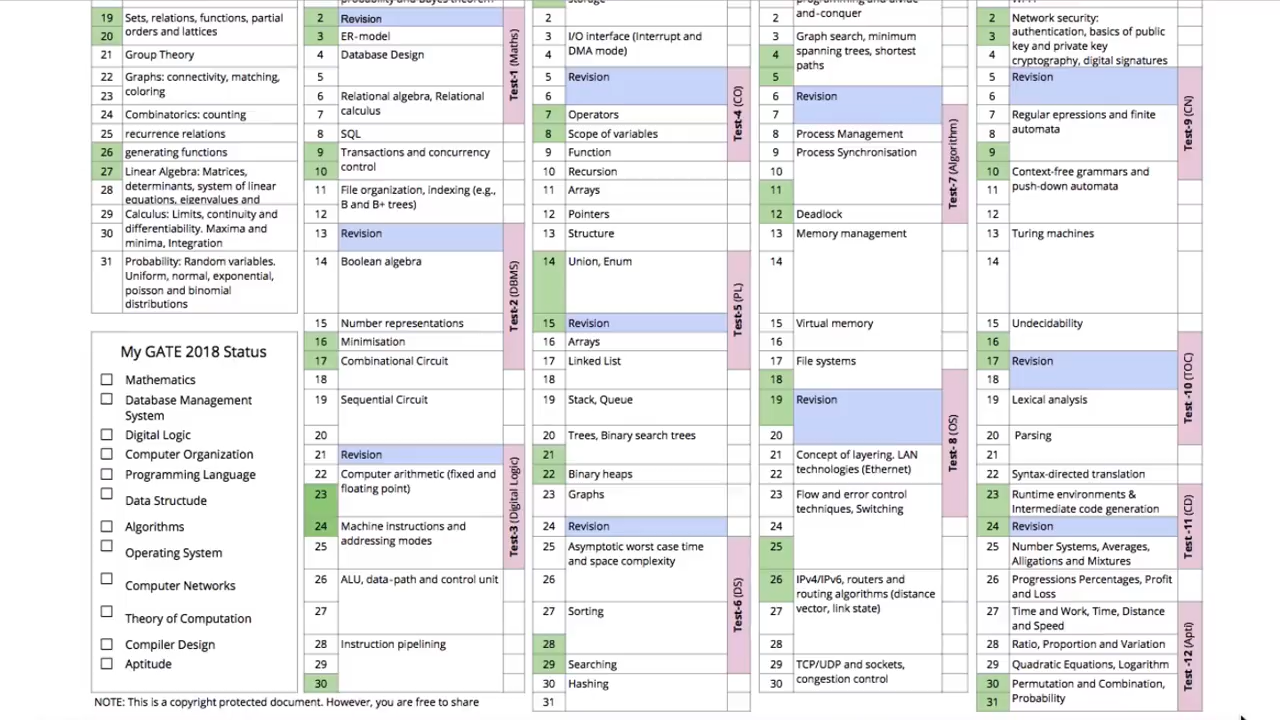 19 Sets, relations, functions, partial
20 orders and lattices
21 Group Theory
22 Graphs: connectivity, matching,
23 coloring
24 Combinatorics: counting
25 recurrence relations
26 generating functions
27 Linear Algebra: Matrices,
28 determinants, system of linear
equations, eigenvalues and
29 Calculus: Limits, continuity and
30 differentiability. Maxima and
minima, Integration
31 Probability: Random variables.
Uniform, normal, exponential,
poisson and binomial
distributions
My GATE 2018 Status
Mathematics
Database Management
System
Digital Logic
Computer Organization
Programming Language
Data Structure
Algorithms
Operating System
Computer Networks
Theory of Computation
Compiler Design
Aptitude
NOTE: This is a copyright protected document. However, you are free to share
2 Revision
3 ER-model
4 Database Design
5
6 Relational algebra, Relational
7 calculus
8 SQL
9 Transactions and concurrency
10 control
11 File organization, indexing (e.g.,
B and B+ trees)
12
13 Revision
14 Boolean algebra
15 Number representations
16 Minimisation
17 Combinational Circuit
18
19 Sequential Circuit
20
21 Revision
22 Computer arithmetic (fixed and
23 floating point)
24 Machine instructions and
25 addressing modes
26 ALU, data-path and control unit
27
28 Instruction pipelining
29
30
Test-1 (Maths)
Test-2 (DBMS)
Test-3 (Digital Logic)
2
3 I/O interface (Interrupt and
4 DMA mode)
5 Revision
6
7 Operators
8 Scope of variables
9 Function
10 Recursion
11 Arrays
12 Pointers
13 Structure
14 Union, Enum
15 Revision
16 Arrays
17 Linked List
18
19 Stack, Queue
20 Trees, Binary search trees
21
22 Binary heaps
23 Graphs
24 Revision
25 Asymptotic worst case time
and space complexity
26
27 Sorting
28
29 Searching
30 Hashing
31
Test-4 (CO)
Test-5 (PL)
Test-6 (DS)
2 and-conquer
3 Graph search, minimum
4 spanning trees, shortest
5 paths
6 Revision
7
8 Process Management
9 Process Synchronisation
10
11
12 Deadlock
13 Memory management
14
15 Virtual memory
16
17 File systems
18
19 Revision
20
21 Concept of layering. LAN
22 technologies (Ethernet)
23 Flow and error control
techniques, Switching
24
25
26 IPv4/IPv6, routers and
routing algorithms (distance
27 vector, link state)
28
29 TCP/UDP and sockets,
30 congestion control
Test-7 (Algorithm)
Test- 8 (OS)
2 Network security:
3 authentication, basics of public
key and private key
4 cryptography, digital signatures
5 Revision
6
7 Regular epressions and finite
8 automata
9
10 Context-free grammars and
11 push-down automata
12
13 Turing machines
14
15 Undecidability
16
17 Revision
18
19 Lexical analysis
20 Parsing
21
22 Syntax-directed translation
23 Runtime environments &
Intermediate code generation
24 Revision
25 Number Systems, Averages,
Alligations and Mixtures
26 Progressions Percentages, Profit
and Loss
27 Time and Work, Time, Distance
and Speed
28 Ratio, Proportion and Variation
29 Quadratic Equations, Logarithm
30 Permutation and Combination,
31 Probability
Test-9 (CN)
Test -10 (TOC)
Test -11 (CD)
Test -12 (Apti)